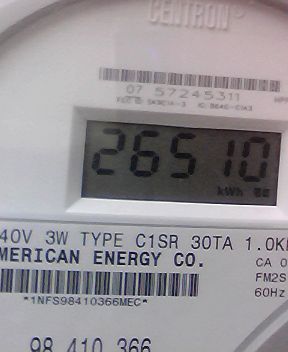 CENTRON®
07 57245311
26510
kWh
40V 3W TYPE C1SR 30TA 1.0K
MERICAN ENERGY CO.
CA 0
FM2S
*1NFS98410366MEC*
60Hz
98 410 366